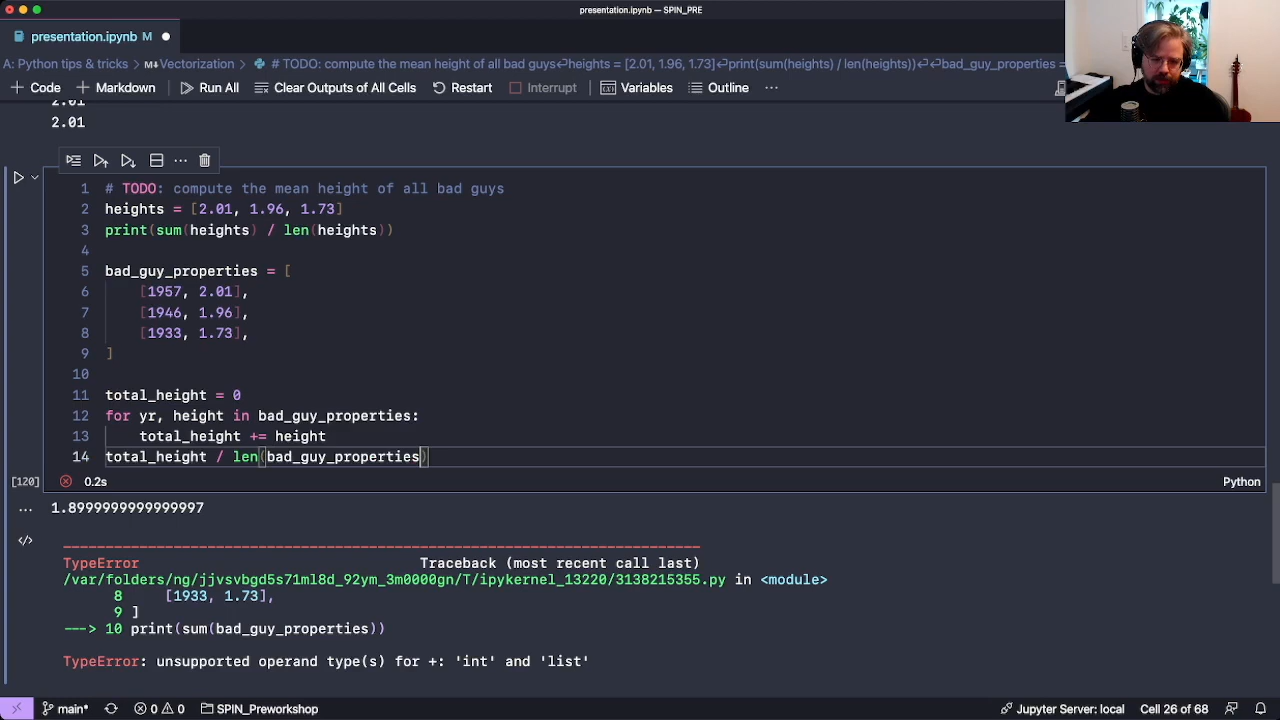 presentation.ipynb — SPIN_PRE
presentation.ipynb M
A: Python tips & tricks > M↓Vectorization > # TODO: compute the mean height of all bad guys↵heights = [2.01, 1.96, 1.73]↵print(sum(heights) / len(heights))↵↵bad_guy_properties =
+ Code + Markdown Run All Clear Outputs of All Cells Restart Interrupt Variables Outline ...
2.01
2.01
1 # TODO: compute the mean height of all bad guys
2 heights = [2.01, 1.96, 1.73]
3 print(sum(heights) / len(heights))
4
5 bad_guy_properties = [
6 [1957, 2.01],
7 [1946, 1.96],
8 [1933, 1.73],
9 ]
10
11 total_height = 0
12 for yr, height in bad_guy_properties:
13 total_height += height
14 total_height / len(bad_guy_properties)
[120] 0.2s Python
... 1.8999999999999997
TypeError Traceback (most recent call last)
/var/folders/ng/jjvsvbgd5s71ml8d_92ym_3m0000gn/T/ipykernel_13220/3138215355.py in <module>
8 [1933, 1.73],
9 ]
---> 10 print(sum(bad_guy_properties))
TypeError: unsupported operand type(s) for +: 'int' and 'list'
main* 0 0 SPIN_Preworkshop Jupyter Server: local Cell 26 of 68